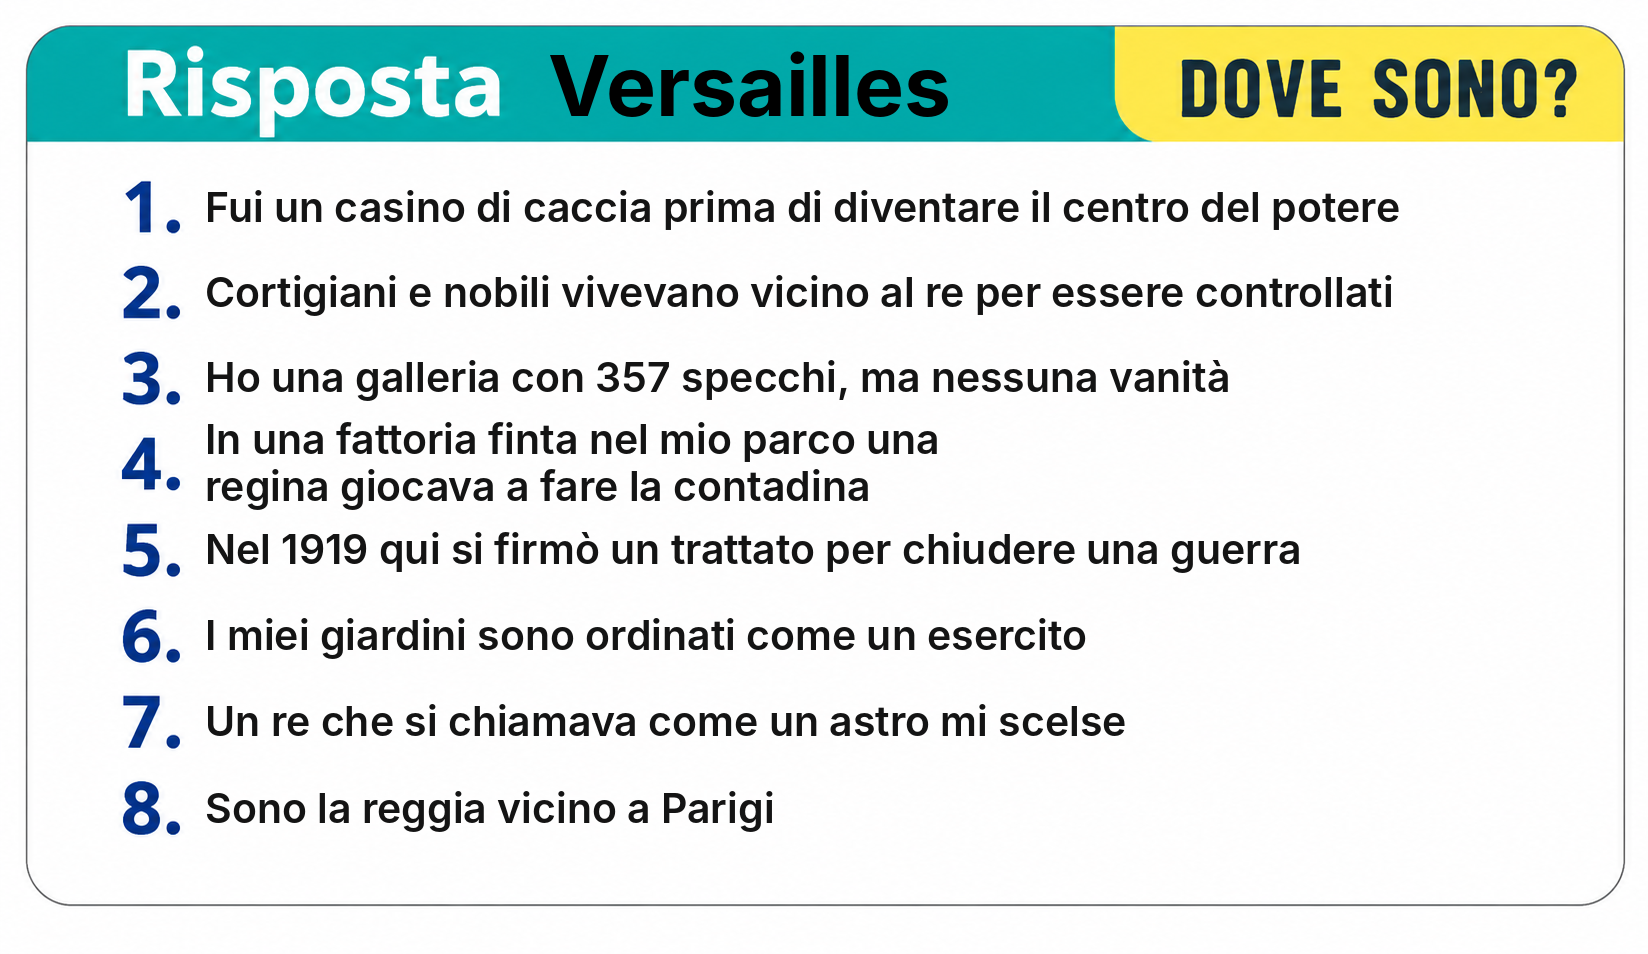 Risposta Versailles
DOVE SONO?
1. Fui un casino di caccia prima di diventare il centro del potere
2. Cortigiani e nobili vivevano vicino al re per essere controllati
3. Ho una galleria con 357 specchi, ma nessuna vanità
4. In una fattoria finta nel mio parco una
regina giocava a fare la contadina
5. Nel 1919 qui si firmò un trattato per chiudere una guerra
6. I miei giardini sono ordinati come un esercito
7. Un re che si chiamava come un astro mi scelse
8. Sono la reggia vicino a Parigi